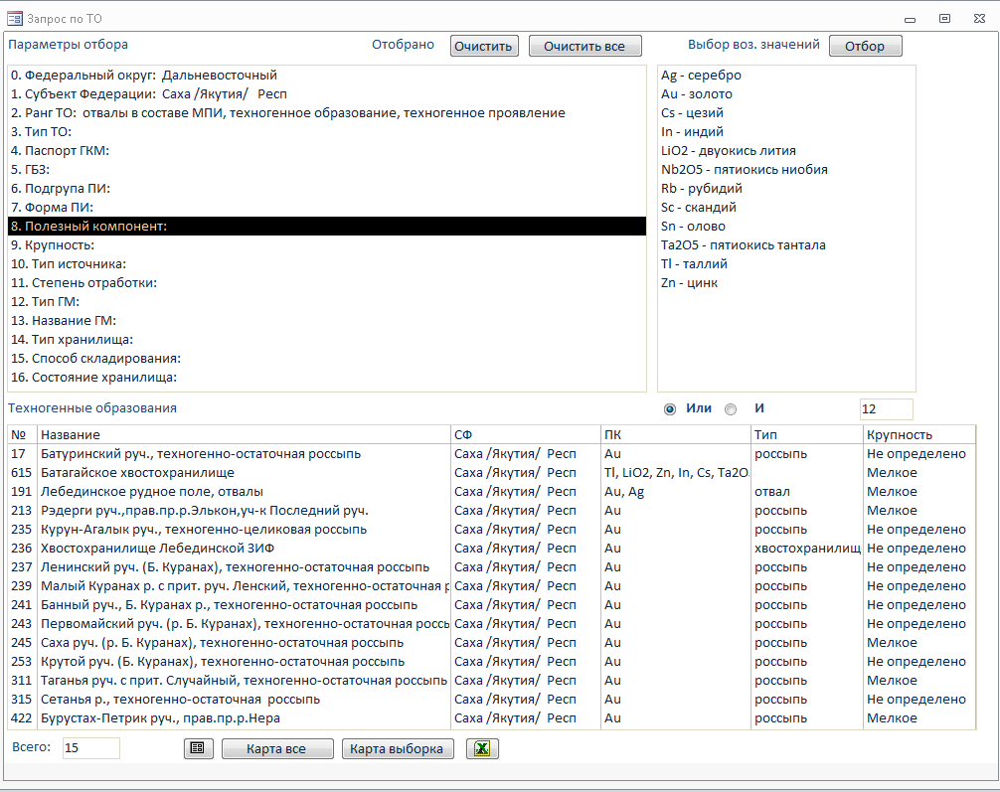 Запрос по ТО
Параметры отбора Отобрано Очистить Очистить все Выбор воз. значений Отбор
0. Федеральный округ: Дальневосточный
1. Субъект Федерации: Саха /Якутия/ Респ
2. Ранг ТО: отвалы в составе МПИ, техногенное образование, техногенное проявление
3. Тип ТО:
4. Паспорт ГКМ:
5. ГБЗ:
6. Подгрупа ПИ:
7. Форма ПИ:
8. Полезный компонент:
9. Крупность:
10. Тип источника:
11. Степень отработки:
12. Тип ГМ:
13. Название ГМ:
14. Тип хранилища:
15. Способ складирования:
16. Состояние хранилища:
Ag - серебро
Au - золото
Cs - цезий
In - индий
LiO2 - двуокись лития
Nb2O5 - пятиокись ниобия
Rb - рубидий
Sc - скандий
Sn - олово
Ta2O5 - пятиокись тантала
Tl - таллий
Zn - цинк
Техногенные образования Или И 12
№ Название СФ ПК Тип Крупность
17 Батуринский руч., техногенно-остаточная россыпь Саха /Якутия/ Респ Au россыпь Не определено
615 Батагайское хвостохранилище Саха /Якутия/ Респ Tl, LiO2, Zn, In, Cs, Ta2O Мелкое
191 Лебединское рудное поле, отвалы Саха /Якутия/ Респ Au, Ag отвал Мелкое
213 Рэдерги руч.,прав.пр.р.Элькон,уч-к Последний руч. Саха /Якутия/ Респ Au россыпь Мелкое
235 Курун-Агалык руч., техногенно-целиковая россыпь Саха /Якутия/ Респ Au россыпь Не определено
236 Хвостохранилище Лебединской ЗИФ Саха /Якутия/ Респ Au хвостохранилищ Не определено
237 Ленинский руч. (Б. Куранах), техногенно-остаточная россыпь Саха /Якутия/ Респ Au россыпь Не определено
239 Малый Куранах р. с прит. руч. Ленский, техногенно-остаточная р Саха /Якутия/ Респ Au россыпь Не определено
241 Банный руч., Б. Куранах р., техногенно-остаточная россыпь Саха /Якутия/ Респ Au россыпь Не определено
243 Первомайский руч. (р. Б. Куранах), техногенно-остаточная россь Саха /Якутия/ Респ Au россыпь Не определено
245 Саха руч. (р. Б. Куранах), техногенно-остаточная россыпь Саха /Якутия/ Респ Au россыпь Мелкое
253 Крутой руч. (Б. Куранах), техногенно-остаточная россыпь Саха /Якутия/ Респ Au россыпь Не определено
311 Таганья руч. с прит. Случайный, техногенно-остаточная россыпь Саха /Якутия/ Респ Au россыпь Мелкое
315 Сетанья р., техногенно-остаточная россыпь Саха /Якутия/ Респ Au россыпь Не определено
422 Бурустах-Петрик руч., прав.пр.р.Нера Саха /Якутия/ Респ Au россыпь Мелкое
Всего: 15 Карта все Карта выборка